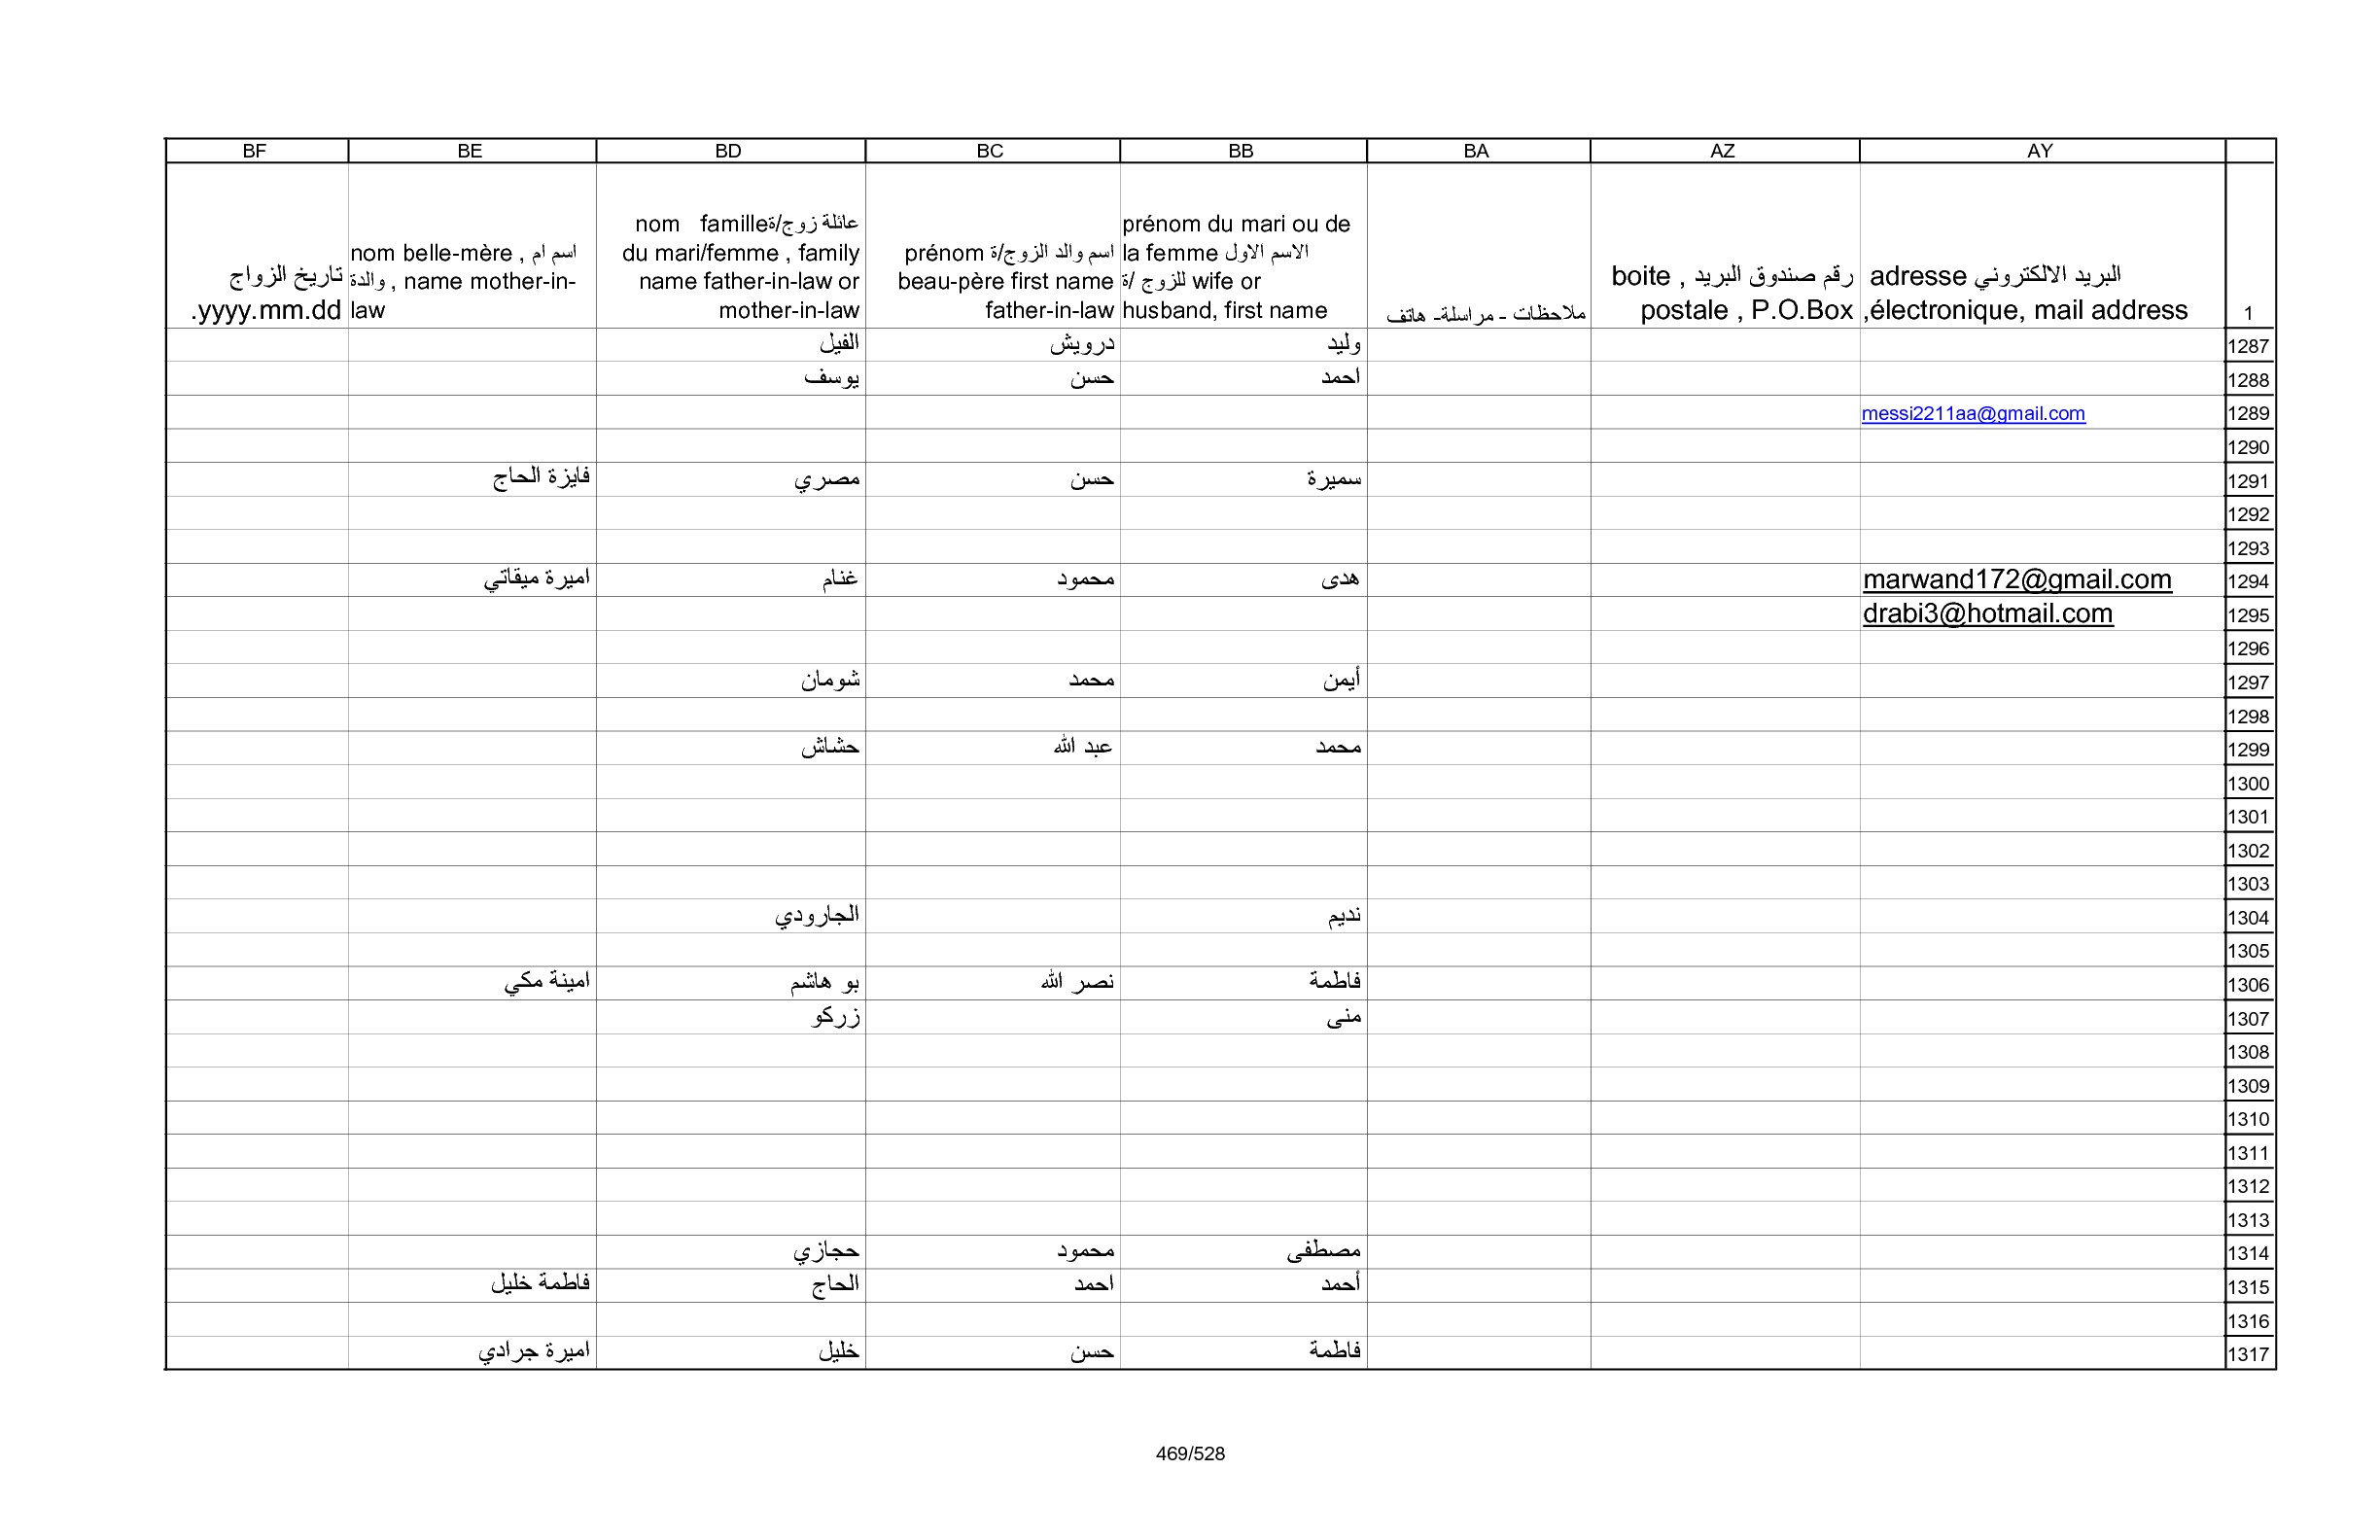 BF BE BD BC BB BA AZ AY
تاريخ الزواج
yyyy.mm.dd.
nom belle-mère , اسم ام
والدة , name mother-in-
law
nom familleعائلة زوج/ة
du mari/femme , family
name father-in-law or
mother-in-law
prénom اسم والد الزوج/ة
beau-père first name
father-in-law
prénom du mari ou de
la femme الاسم الاول
للزوج /ة wife or
husband, first name
ملاحظات - مراسلة- هاتف
رقم صندوق البريد , boite
postale , P.O.Box
adresse البريد الالكتروني
électronique, mail address,
1
الفيل درويش وليد 1287
يوسف حسن احمد 1288
messi2211aa@gmail.com 1289
1290
فايزة الحاج مصري حسن سميرة 1291
1292
1293
اميرة ميقاتي غنام محمود هدى marwand172@gmail.com 1294
drabi3@hotmail.com 1295
1296
شومان محمد أيمن 1297
1298
حشاش عبد الله محمد 1299
1300
1301
1302
1303
الجارودي نديم 1304
1305
امينة مكي بو هاشم نصر الله فاطمة 1306
زركو منى 1307
1308
1309
1310
1311
1312
1313
حجازي محمود مصطفى 1314
فاطمة خليل الحاج احمد أحمد 1315
1316
اميرة جرادي خليل حسن فاطمة 1317
469/528